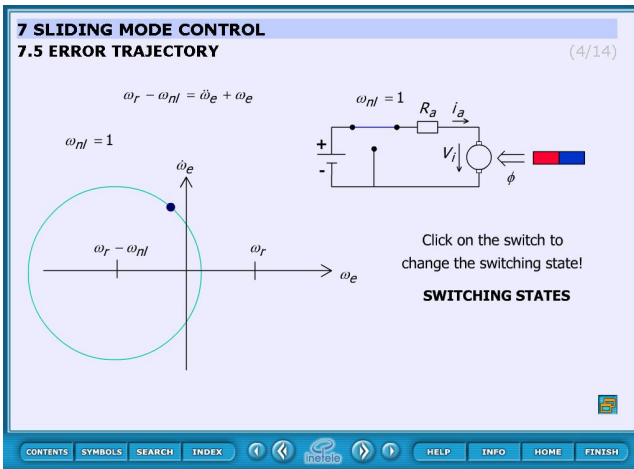 7 SLIDING MODE CONTROL
7.5 ERROR TRAJECTORY (4/14)
ωr − ωnl = ω̈e + ωe
ωnl = 1
ωnl = 1
Ra ia
+
-
Vi
ϕ
ω̇e
ωr − ωnl
ωr
ωe
Click on the switch to
change the switching state!
SWITCHING STATES
CONTENTS SYMBOLS SEARCH INDEX inetele HELP INFO HOME FINISH